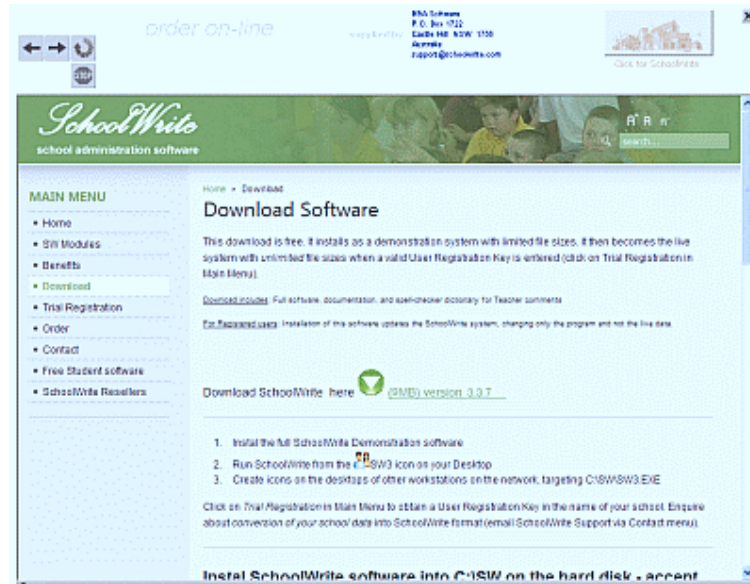 order on-line
supported by
RNA Software
P.O. Box 1722
Castle Hill NSW 1765
Australia
support@schoolwrite.com
STOP
Click for SchoolWrite
SchoolWrite
school administration software
A+ A A-
search...
MAIN MENU
Home
SW Modules
Benefits
Download
Trial Registration
Order
Contact
Free Student software
SchoolWrite Resellers
Home Download
Download Software
This download is free. It installs as a demonstration system with limited file sizes. It then becomes the live
system with unlimited file sizes when a valid User Registration Key is entered (click on Trial Registration in
Main Menu).
Download includes: Full software, documentation, and spell-checker dictionary for Teacher comments
For Registered users: Installation of this software updates the SchoolWrite system, changing only the program and not the live data.
Download SchoolWrite here (9MB) version 3.3.7
1. Instal the full SchoolWrite Demonstration software
2. Run SchoolWrite from the SW3 icon on your Desktop
3. Create icons on the desktops of other workstations on the network, targeting C:\SW\SW3.EXE
Click on Trial Registration in Main Menu to obtain a User Registration Key in the name of your school. Enquire
about conversion of your school data into SchoolWrite format (email SchoolWrite Support via Contact menu).
Instal SchoolWrite software into C:\SW on the hard disk - accept